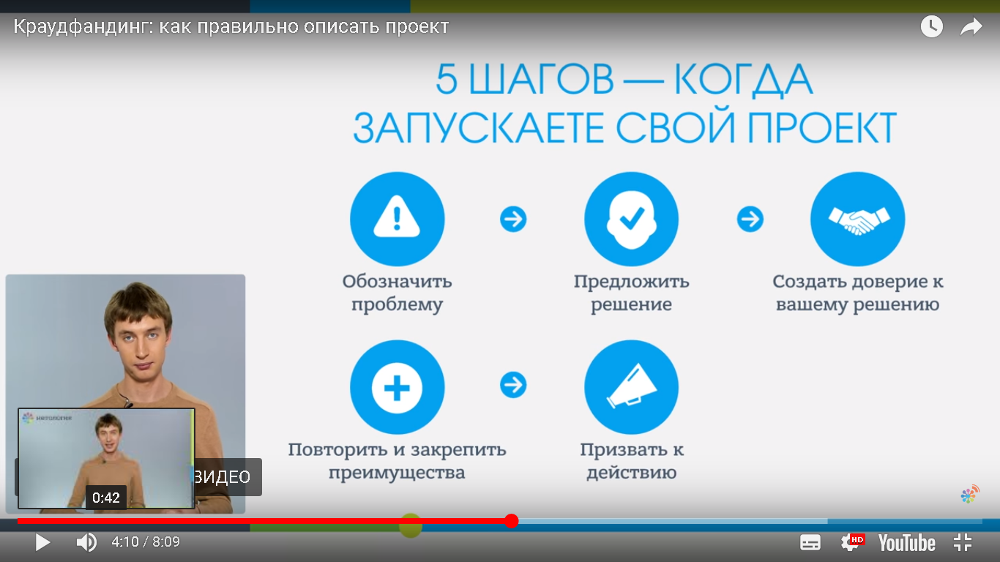 Краудфандинг: как правильно описать проект
5 ШАГОВ — КОГДА
ЗАПУСКАЕТЕ СВОЙ ПРОЕКТ
Обозначить
проблему
Предложить
решение
Создать доверие к
вашему решению
Повторить и закрепить
преимущества
Призвать к
действию
нетология
ВИДЕО
0:42
4:10 / 8:09
HD
YouTube